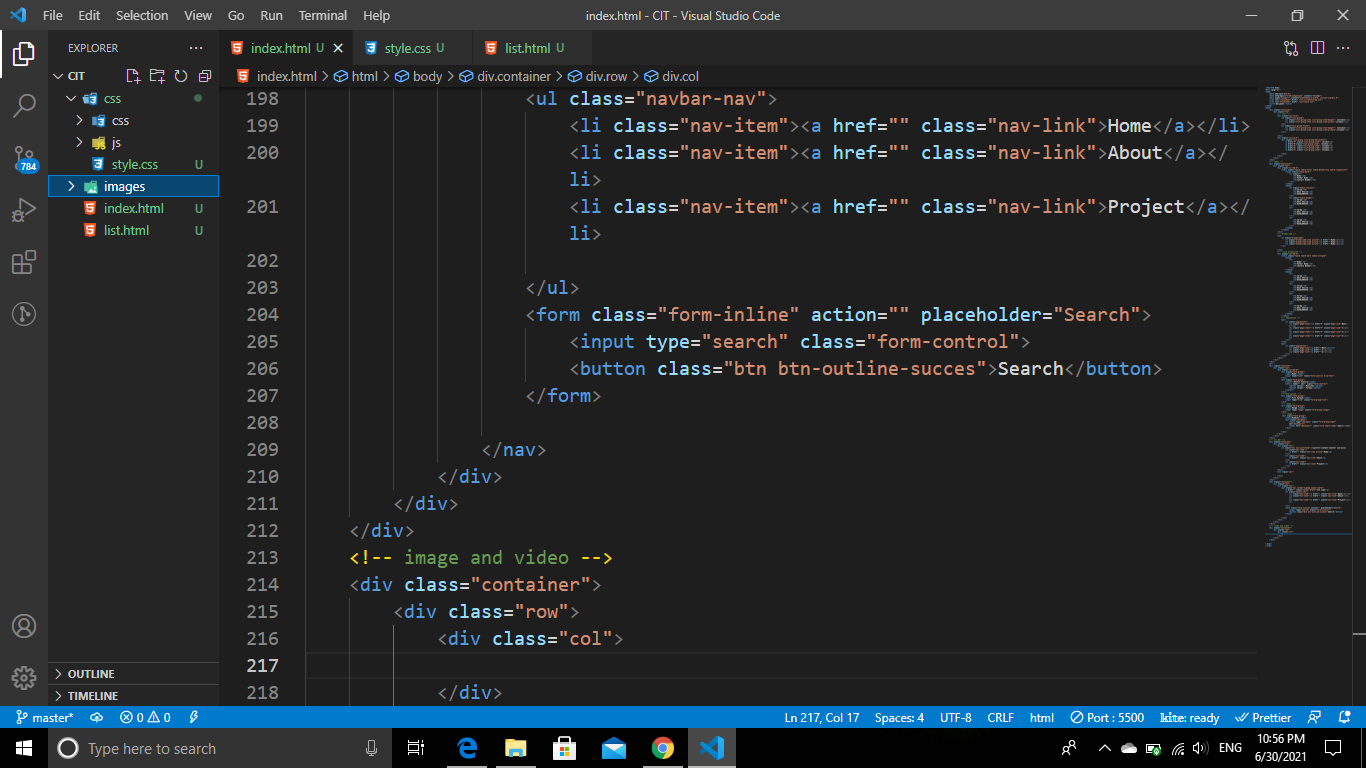 File Edit Selection View Go Run Terminal Help index.html - CIT - Visual Studio Code
EXPLORER
CIT
css
css
js
style.css U
images
index.html U
list.html U
OUTLINE
TIMELINE
784
index.html U style.css U list.html U
index.html > html > body > div.container > div.row > div.col
198 <ul class="navbar-nav">
199 <li class="nav-item"><a href="" class="nav-link">Home</a></li>
200 <li class="nav-item"><a href="" class="nav-link">About</a></
li>
201 <li class="nav-item"><a href="" class="nav-link">Project</a></
li>
202
203 </ul>
204 <form class="form-inline" action="" placeholder="Search">
205 <input type="search" class="form-control">
206 <button class="btn btn-outline-succes">Search</button>
207 </form>
208
209 </nav>
210 </div>
211 </div>
212 </div>
213 <!-- image and video -->
214 <div class="container">
215 <div class="row">
216 <div class="col">
217
218 </div>
master* 0 0 Ln 217, Col 17 Spaces: 4 UTF-8 CRLF html Port : 5500 kite: ready Prettier
Type here to search ENG 10:56 PM
6/30/2021